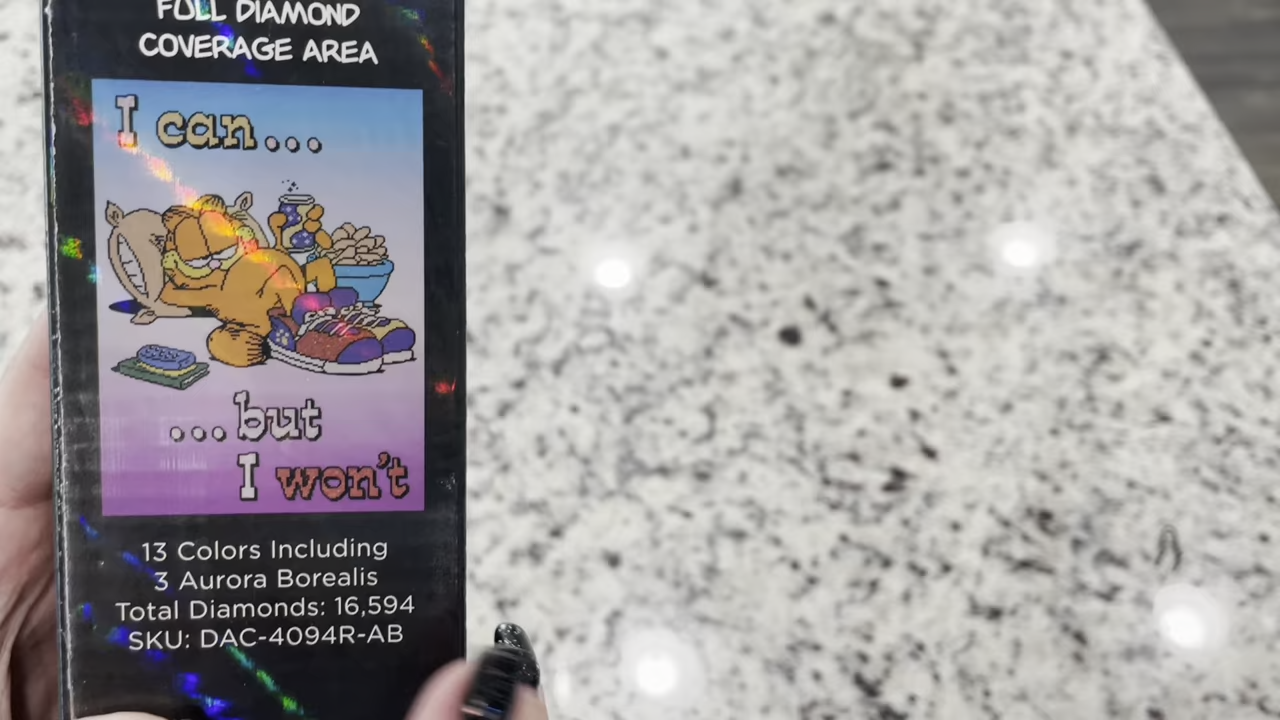 FULL DIAMOND
COVERAGE AREA
I can...
...but
I won't
13 Colors Including
3 Aurora Borealis
Total Diamonds: 16,594
SKU: DAC-4094R-AB